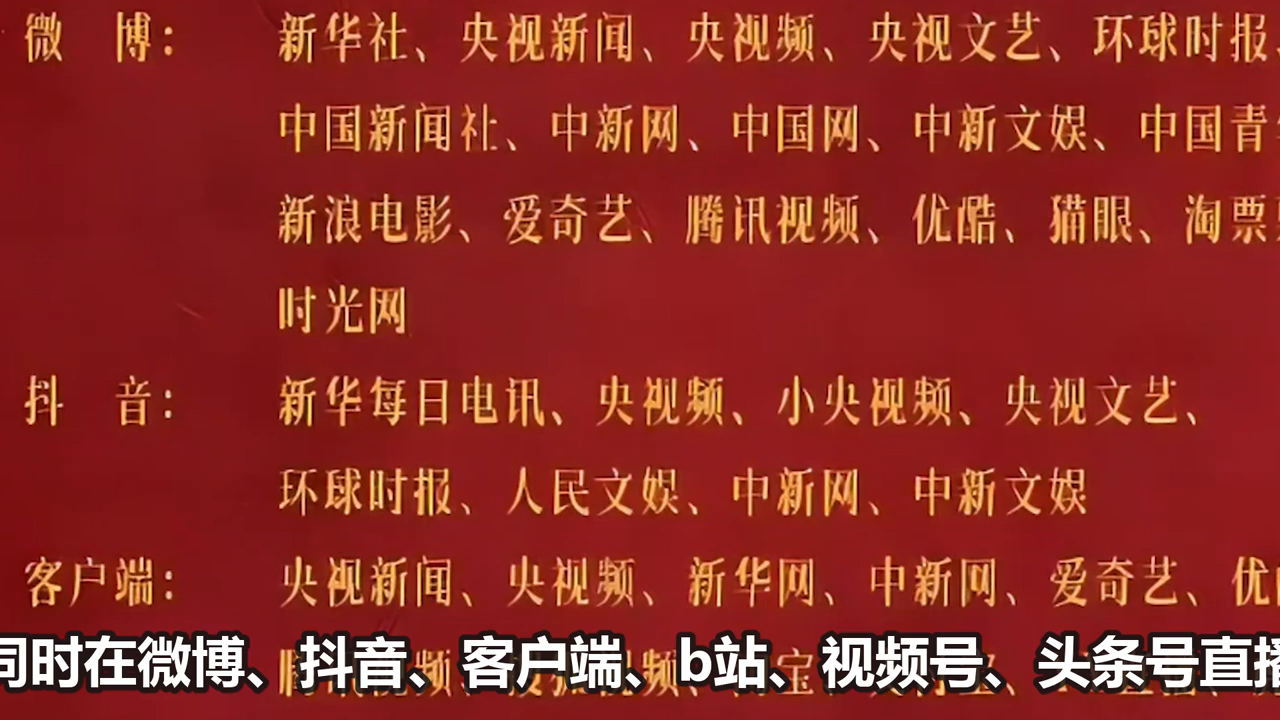 微 博： 新华社、央视新闻、央视频、央视文艺、环球时报、
中国新闻社、中新网、中国网、中新文娱、中国青
新浪电影、爱奇艺、腾讯视频、优酷、猫眼、淘票
时光网
抖 音： 新华每日电讯、央视频、小央视频、央视文艺、
环球时报、人民文娱、中新网、中新文娱
客户端： 央视新闻、央视频、新华网、中新网、爱奇艺、优
同时在微博、抖音、客户端、b站、视频号、头条号直播